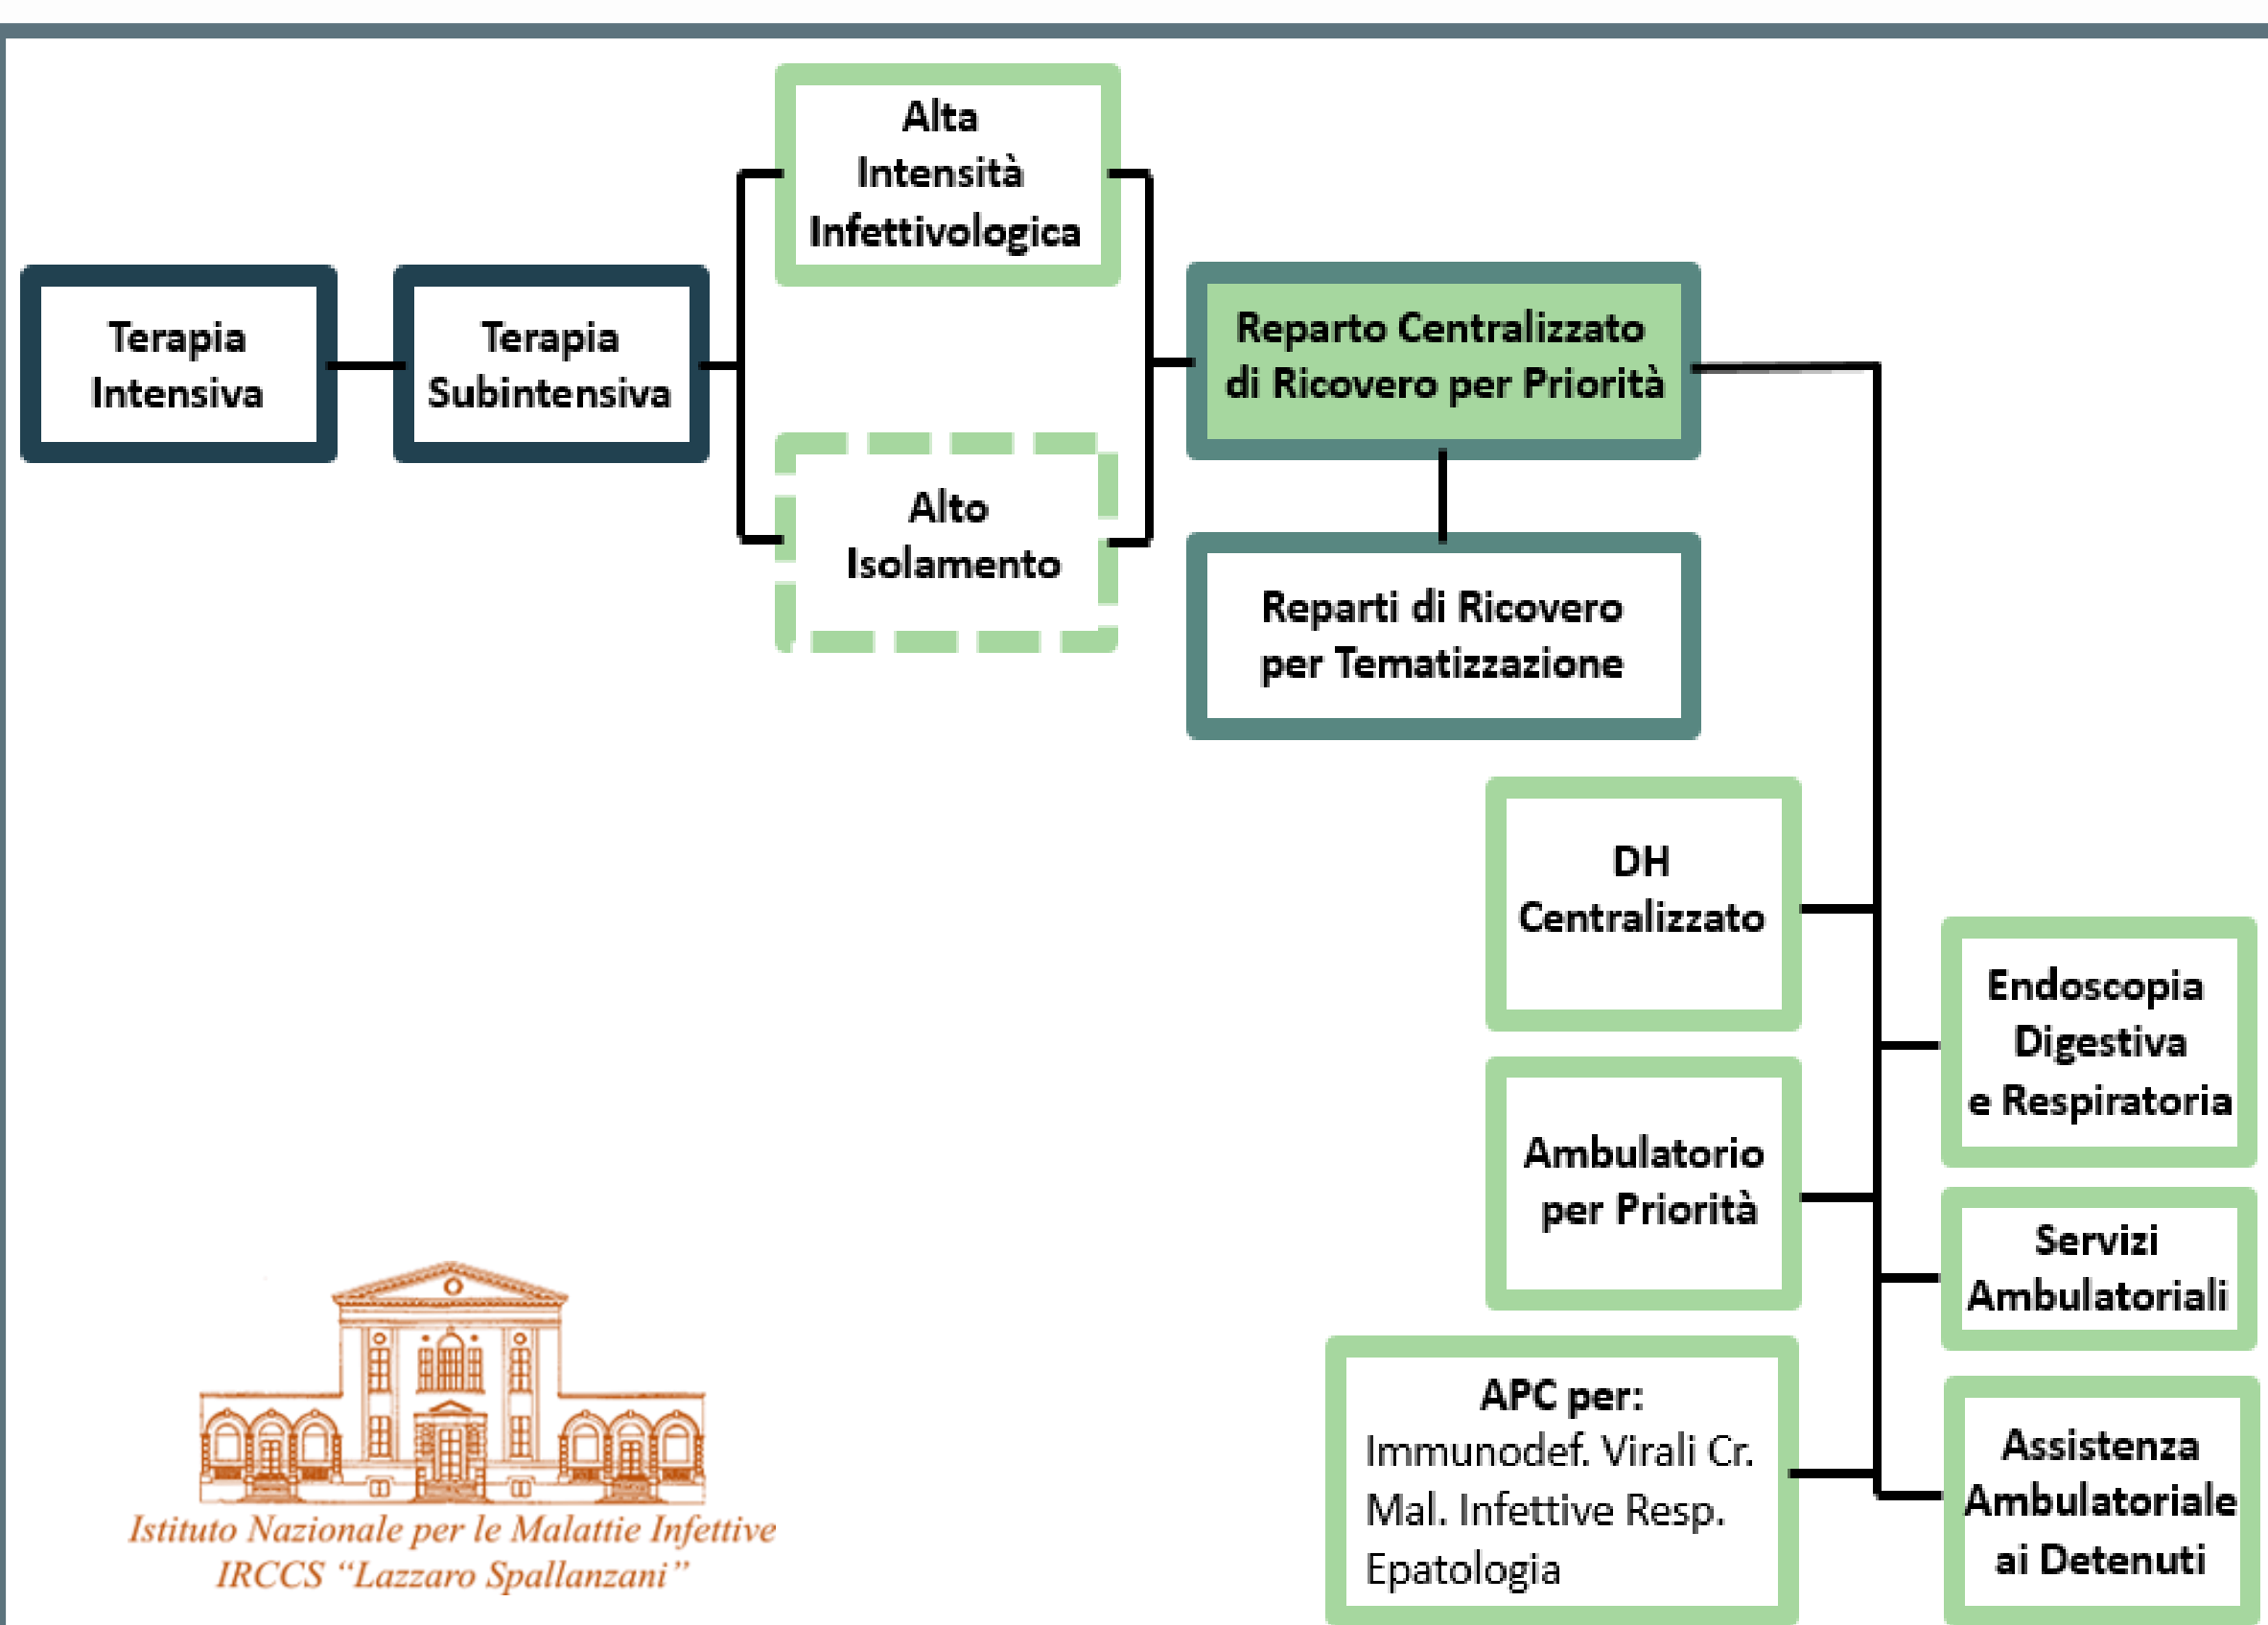 Alta
Intensità
Infettivologica
Terapia
Intensiva
Terapia
Subintensiva
Reparto Centralizzato
di Ricovero per Priorità
Alto
Isolamento
Reparti di Ricovero
per Tematizzazione
DH
Centralizzato
Endoscopia
Digestiva
e Respiratoria
Ambulatorio
per Priorità
Servizi
Ambulatoriali
APC per:
Immunodef. Virali Cr.
Mal. Infettive Resp.
Epatologia
Assistenza
Ambulatoriale
ai Detenuti
Istituto Nazionale per le Malattie Infettive
IRCCS “Lazzaro Spallanzani”